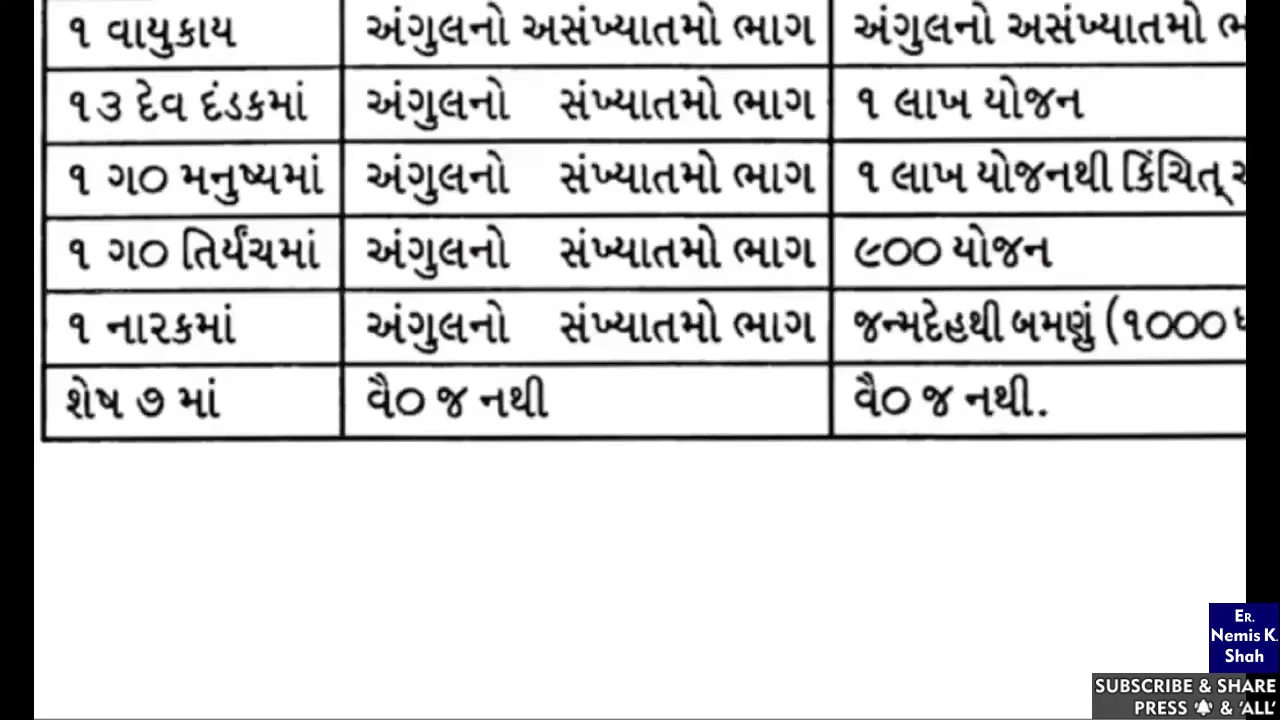 ૧ વાયુકાય અંગુલનો અસંખ્યાતમો ભાગ અંગુલનો અસંખ્યાતમો
૧૩ દેવ દંડકમાં અંગુલનો સંખ્યાતમો ભાગ ૧ લાખ યોજન
૧ ગ૦ મનુષ્યમાં અંગુલનો સંખ્યાતમો ભાગ ૧ લાખ યોજનથી કિંચિત્
૧ ગ૦ તિર્યંચમાં અંગુલનો સંખ્યાતમો ભાગ ૯૦૦ યોજન
૧ નારકમાં અંગુલનો સંખ્યાતમો ભાગ જન્મદેહથી બમણું (૧૦૦૦
શેષ ૭ માં વૈ૦ જ નથી વૈ૦ જ નથી.
ER.
Nemis K.
Shah
SUBSCRIBE & SHARE
PRESS & 'ALL'